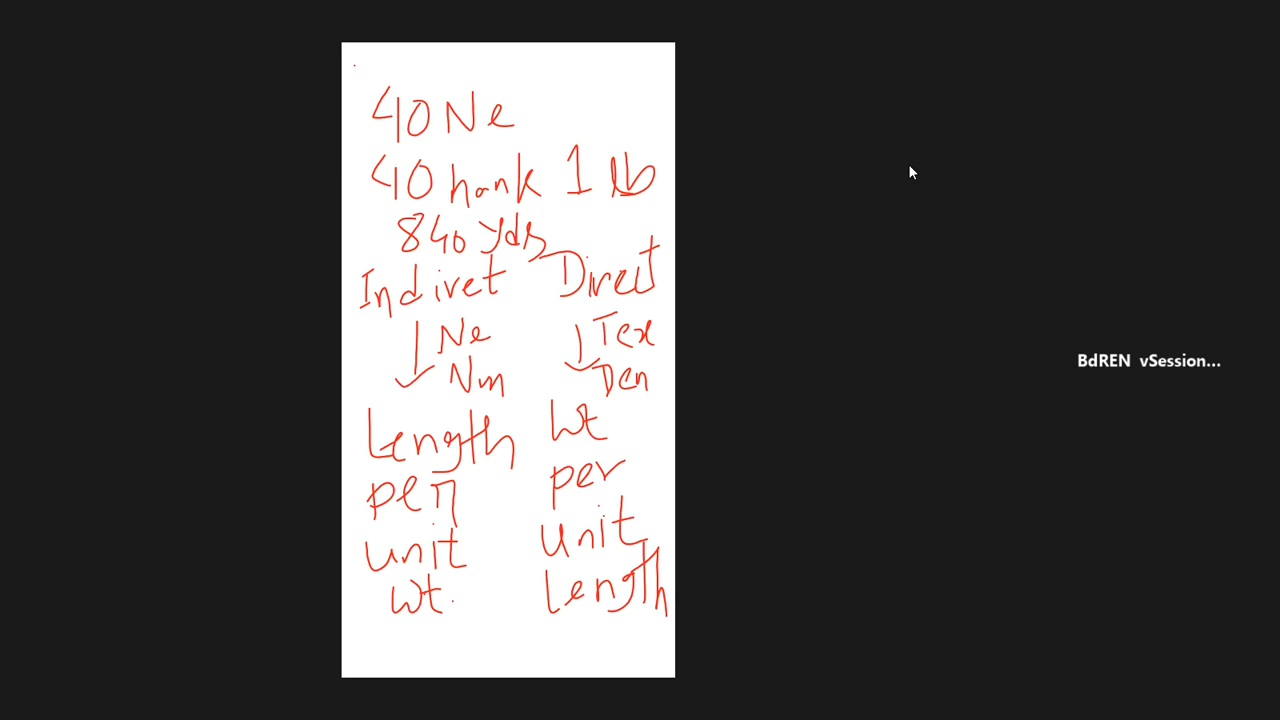 40 Ne
40 hank 1 lb
840 yds
Indirect Direct
Ne Tex
Nm Den
Length Wt
per per
unit unit
wt. length
BdREN vSession...